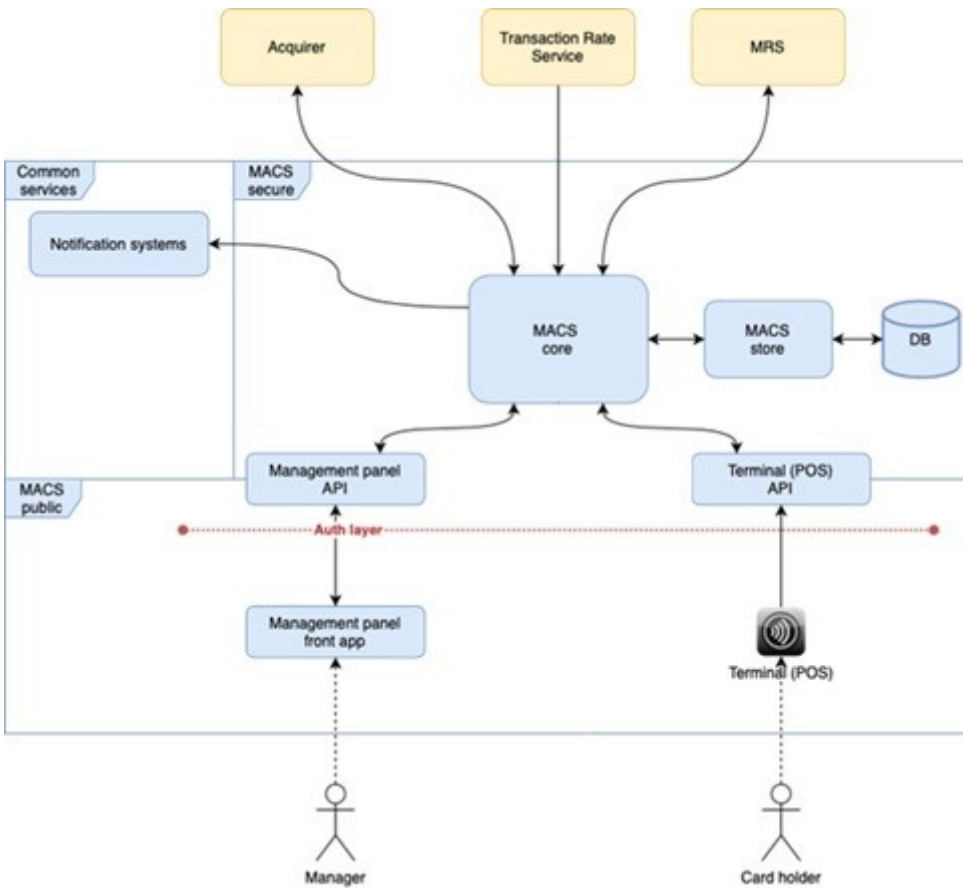 Acquirer
Transaction Rate
Service
MRS
Common
services
MACS
secure
Notification systems
MACS
core
MACS
store
DB
Management panel
API
Terminal (POS)
API
MACS
public
Auth layer
Management panel
front app
Terminal (POS)
Manager
Card holder